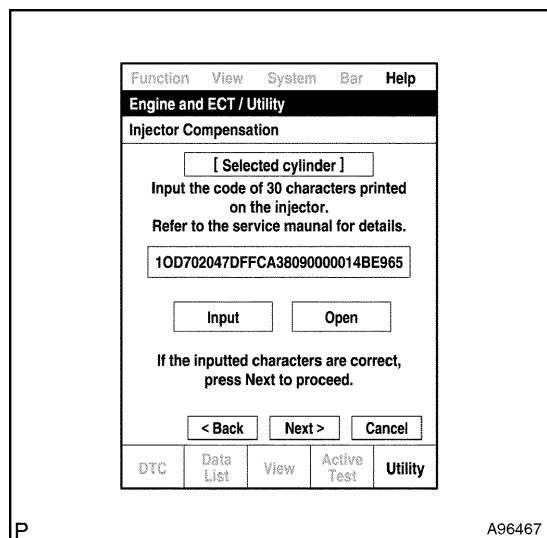 Function View System Bar Help
Engine and ECT / Utility
Injector Compensation
[ Selected cylinder ]
Input the code of 30 characters printed
on the injector.
Refer to the service maunal for details.
1OD702047DFFCA38090000014BE965
Input Open
If the inputted characters are correct,
press Next to proceed.
< Back Next > Cancel
DTC Data List View Active Test Utility
P A96467